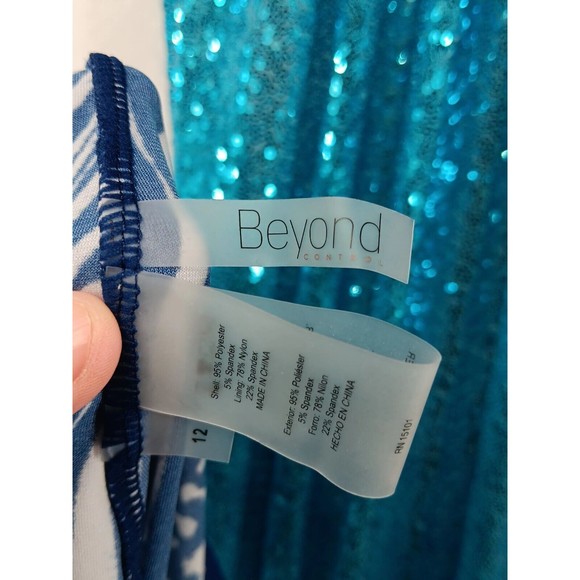 Beyond
CONTROL
Shell: 95% Polyester
5% Spandex
Lining: 78% Nylon
22% Spandex
MADE IN CHINA
Exterior: 95% Poliéster
5% Spandex
Forro: 78% Nilon
22% Spandex
HECHO EN CHINA
RN 15101
12